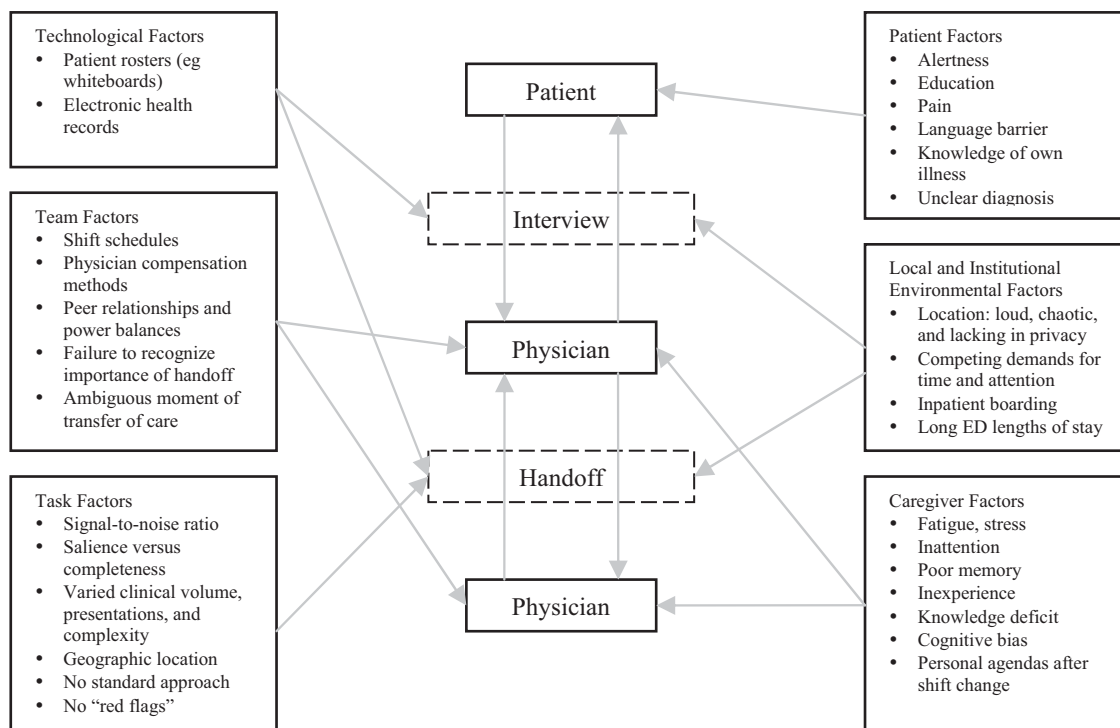 Technological Factors
• Patient rosters (eg
whiteboards)
• Electronic health
records
Team Factors
• Shift schedules
• Physician compensation
methods
• Peer relationships and
power balances
• Failure to recognize
importance of handoff
• Ambiguous moment of
transfer of care
Task Factors
• Signal-to-noise ratio
• Salience versus
completeness
• Varied clinical volume,
presentations, and
complexity
• Geographic location
• No standard approach
• No “red flags”
Patient
Interview
Physician
Handoff
Physician
Patient Factors
• Alertness
• Education
• Pain
• Language barrier
• Knowledge of own
illness
• Unclear diagnosis
Local and Institutional
Environmental Factors
• Location: loud, chaotic,
and lacking in privacy
• Competing demands for
time and attention
• Inpatient boarding
• Long ED lengths of stay
Caregiver Factors
• Fatigue, stress
• Inattention
• Poor memory
• Inexperience
• Knowledge deficit
• Cognitive bias
• Personal agendas after
shift change